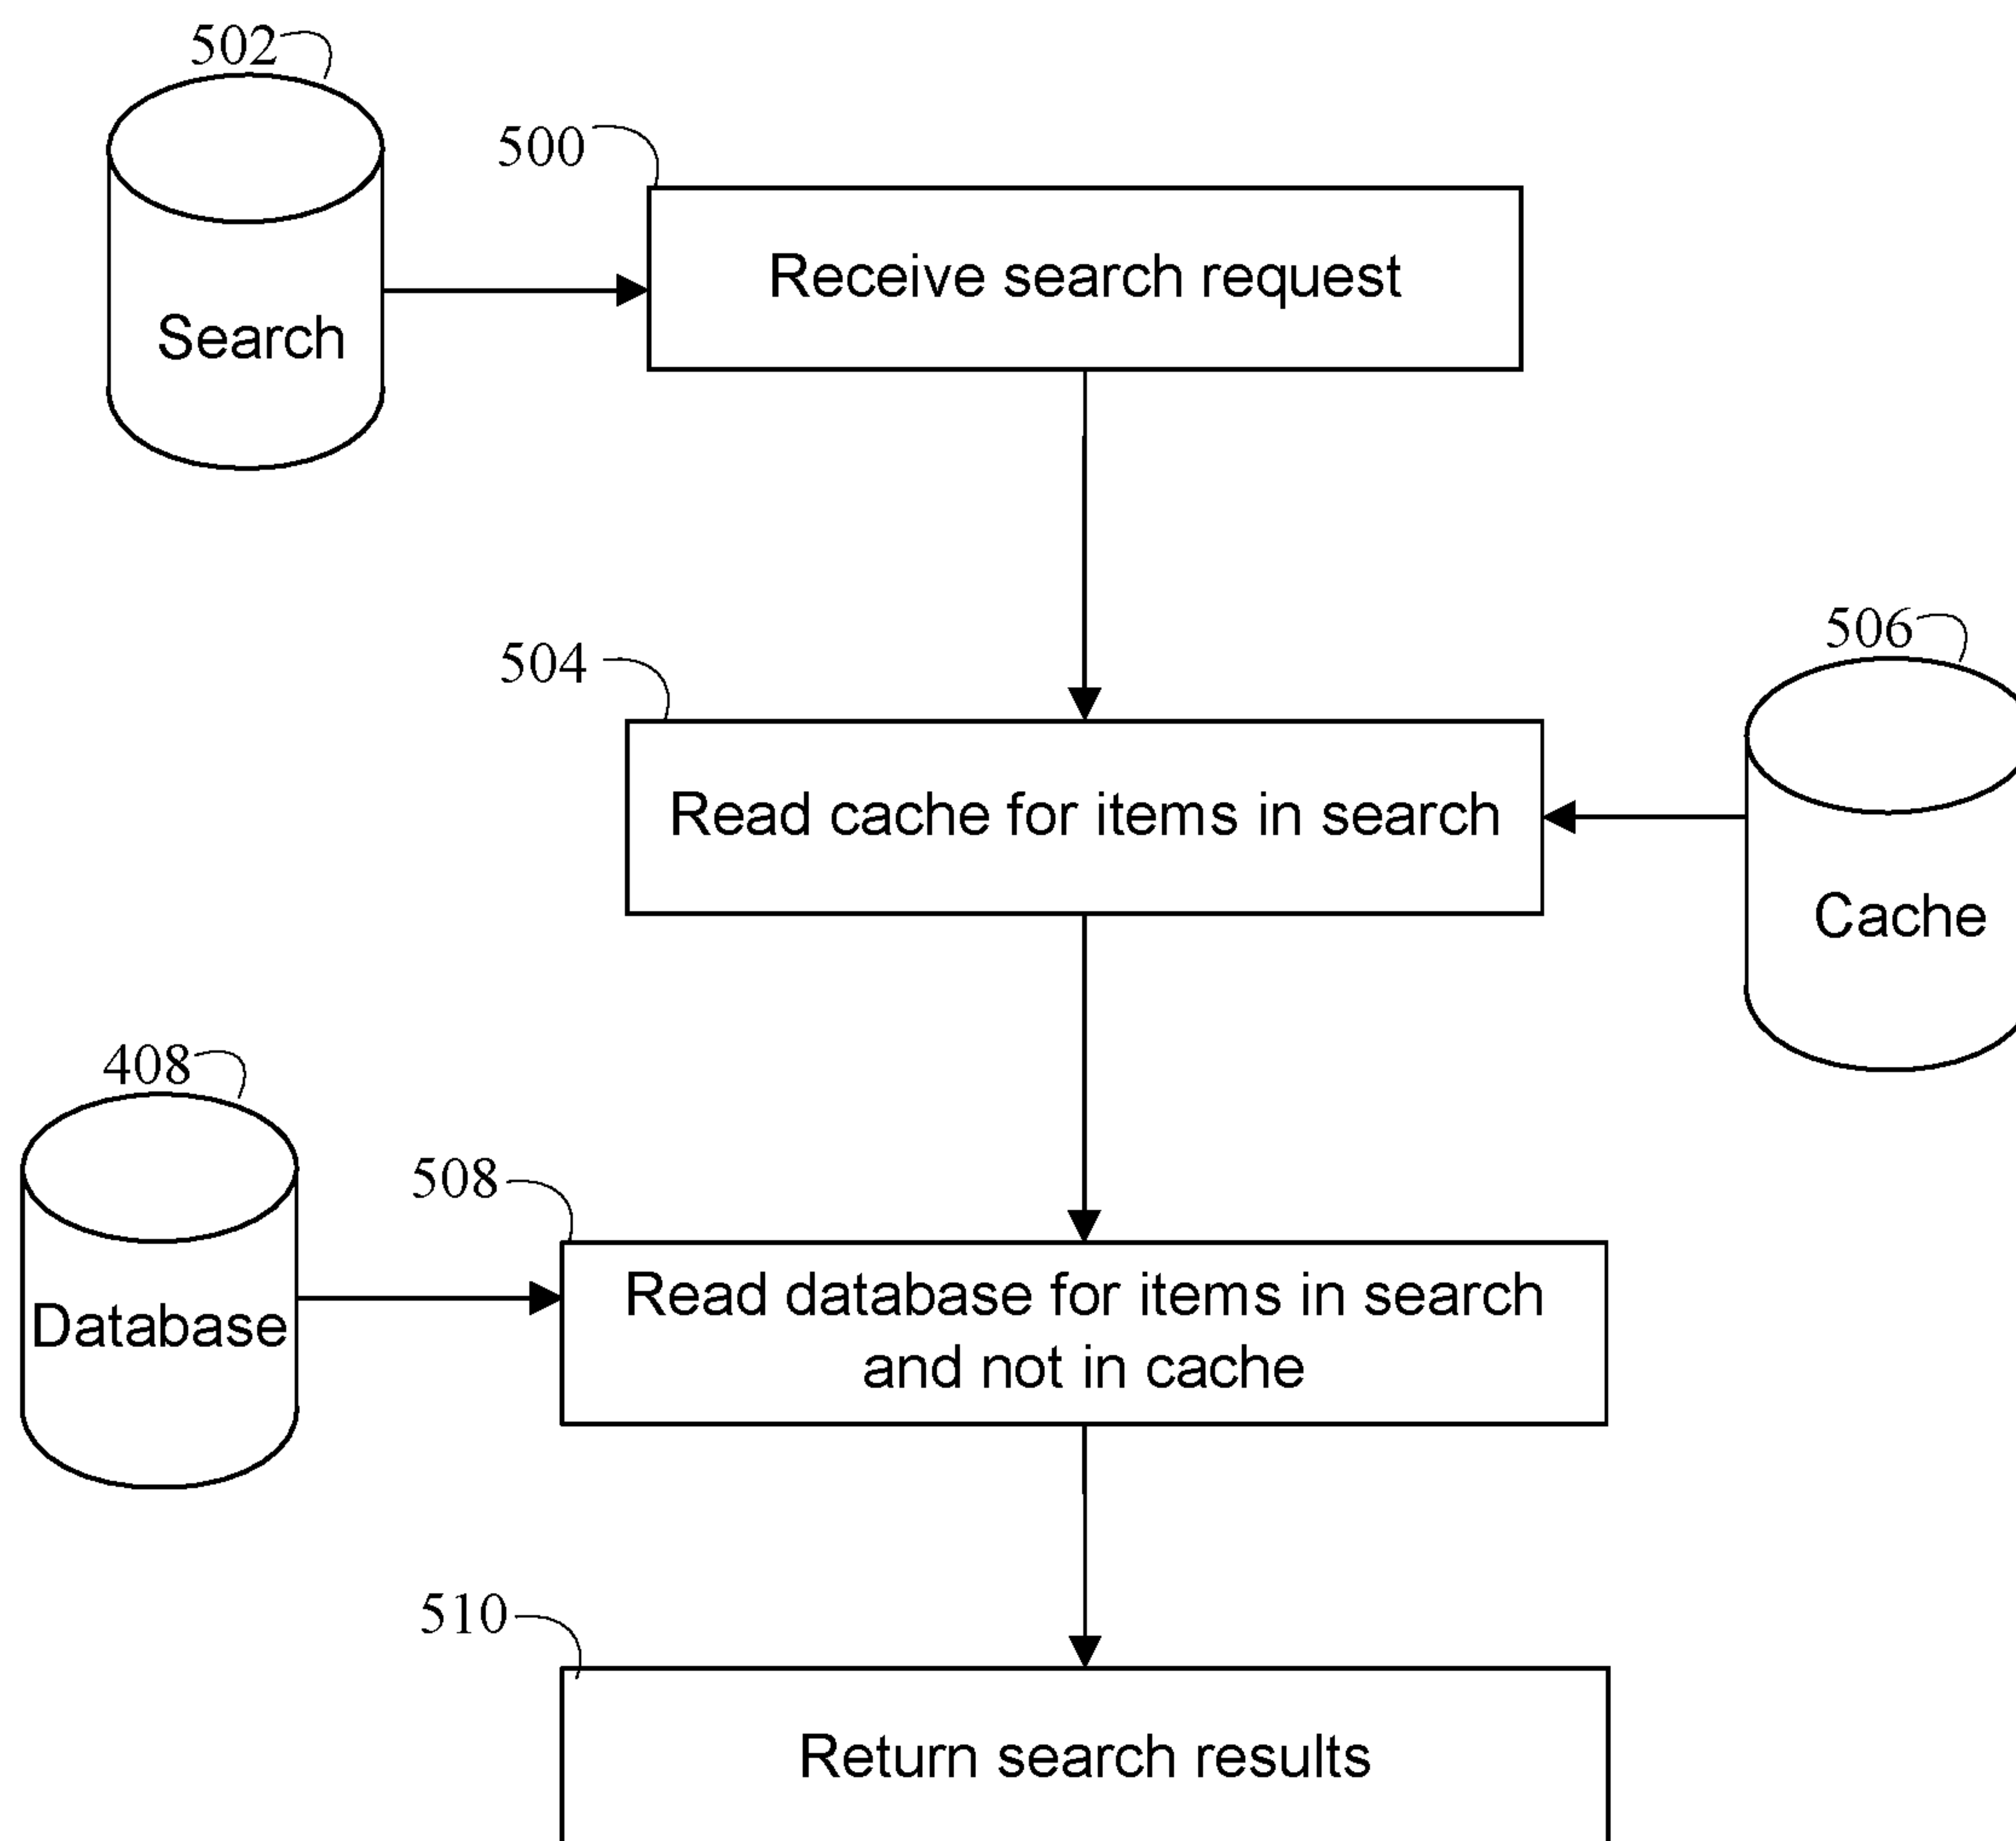 502
500
Receive search request
Search
504
506
Read cache for items in search
Cache
408
508
Read database for items in search
and not in cache
Database
510
Return search results